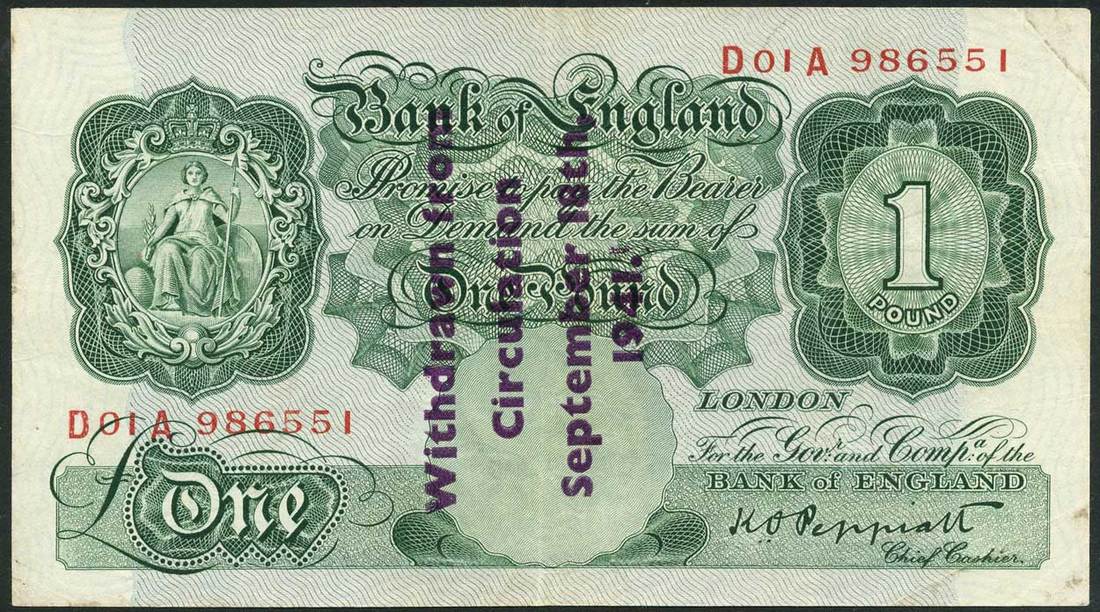 D01A 986551
Bank of England
Promise to pay the Bearer
on Demand the sum of
One Pound
1
POUND
LONDON
For the Govr. and Compa. of the
BANK of ENGLAND
K O Peppiatt
Chief Cashier.
D01A 986551
£One
Withdrawn from
Circulation
September 18th
1941.